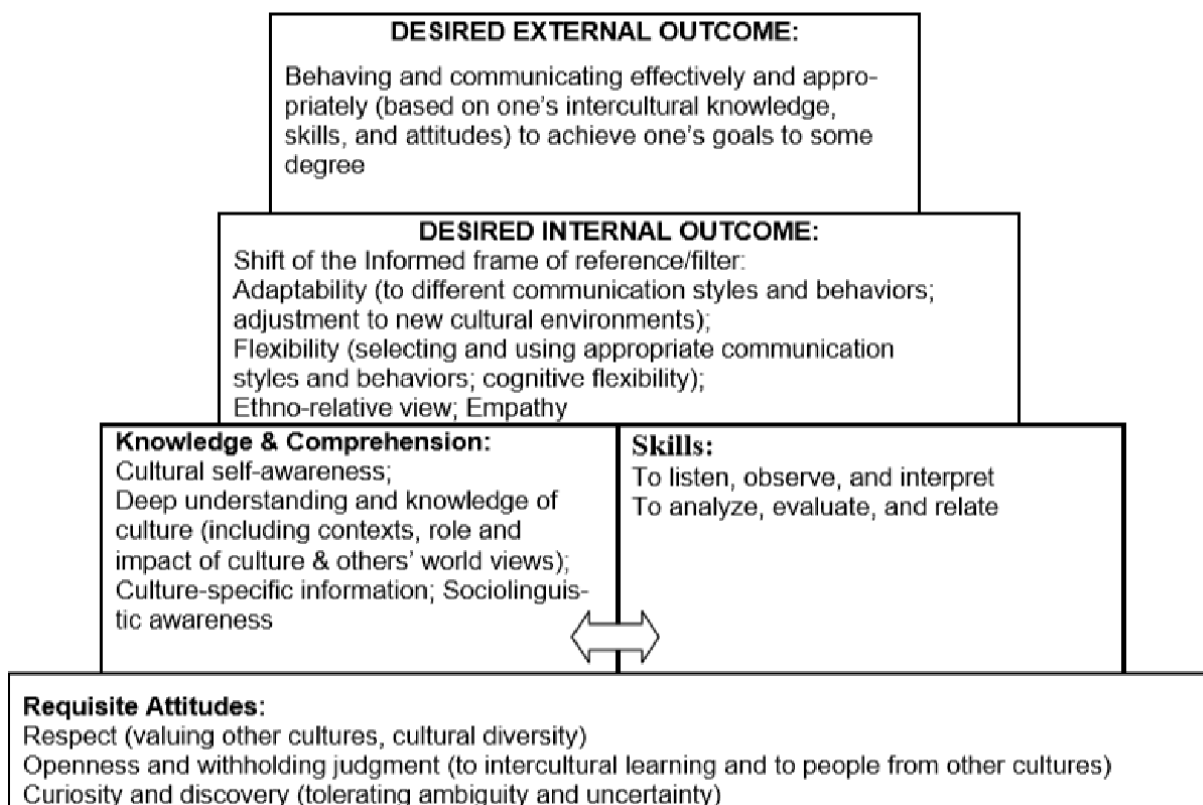 DESIRED EXTERNAL OUTCOME:
Behaving and communicating effectively and appro-
priately (based on one's intercultural knowledge,
skills, and attitudes) to achieve one's goals to some
degree
DESIRED INTERNAL OUTCOME:
Shift of the Informed frame of reference/filter:
Adaptability (to different communication styles and behaviors;
adjustment to new cultural environments);
Flexibility (selecting and using appropriate communication
styles and behaviors; cognitive flexibility);
Ethno-relative view; Empathy
Knowledge & Comprehension:
Cultural self-awareness;
Deep understanding and knowledge of
culture (including contexts, role and
impact of culture & others' world views);
Culture-specific information; Sociolinguis-
tic awareness
Skills:
To listen, observe, and interpret
To analyze, evaluate, and relate
Requisite Attitudes:
Respect (valuing other cultures, cultural diversity)
Openness and withholding judgment (to intercultural learning and to people from other cultures)
Curiosity and discovery (tolerating ambiguity and uncertainty)